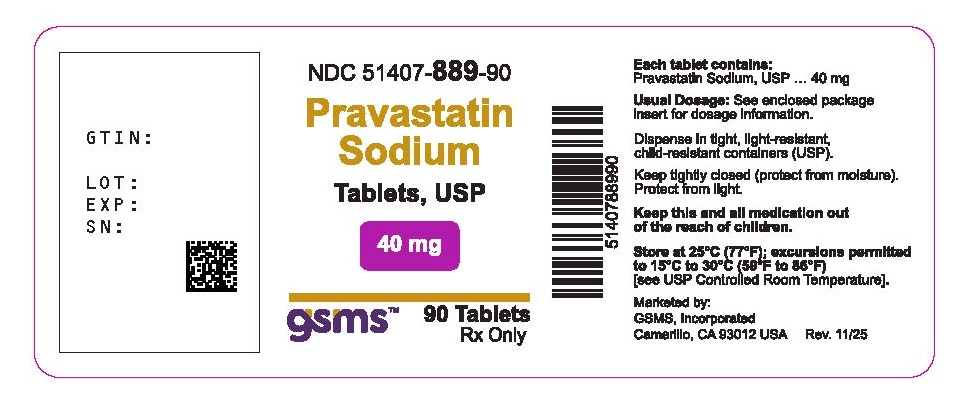 GTIN:
LOT:
EXP:
SN:
NDC 51407-889-90
Pravastatin
Sodium
Tablets, USP
40 mg
gsms™
90 Tablets
Rx Only
5140788990
Each tablet contains:
Pravastatin Sodium, USP ... 40 mg
Usual Dosage: See enclosed package
insert for dosage information.
Dispense in tight, light-resistant,
child-resistant containers (USP).
Keep tightly closed (protect from moisture).
Protect from light.
Keep this and all medication out
of the reach of children.
Store at 25°C (77°F); excursions permitted
to 15°C to 30°C (59°F to 86°F)
[see USP Controlled Room Temperature].
Marketed by:
GSMS, Incorporated
Camarillo, CA 93012 USA Rev. 11/25